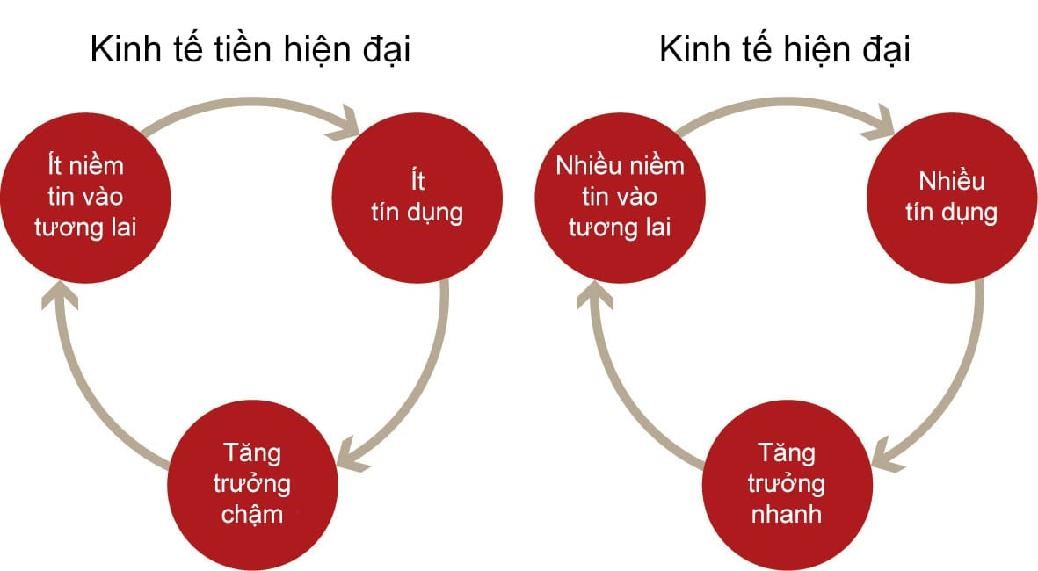 Kinh tế tiền hiện đại
Ít niềm
tin vào
tương lai
Ít
tín dụng
Tăng
trưởng
chậm
Kinh tế hiện đại
Nhiều niềm
tin vào
tương lai
Nhiều
tín dụng
Tăng
trưởng
nhanh